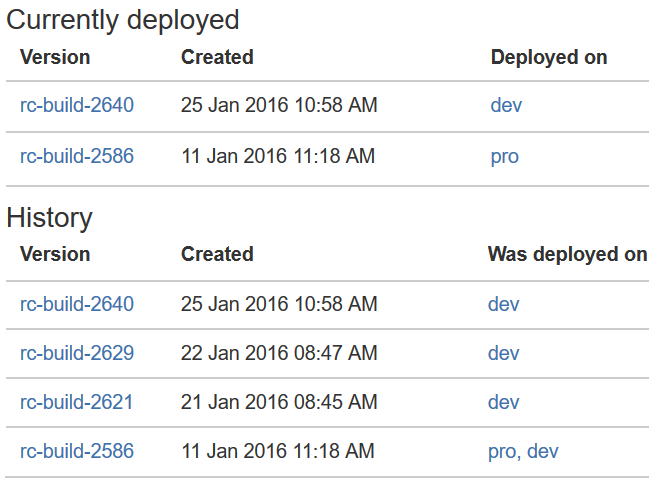 Currently deployed
Version Created Deployed on
rc-build-2640 25 Jan 2016 10:58 AM dev
rc-build-2586 11 Jan 2016 11:18 AM pro
History
Version Created Was deployed on
rc-build-2640 25 Jan 2016 10:58 AM dev
rc-build-2629 22 Jan 2016 08:47 AM dev
rc-build-2621 21 Jan 2016 08:45 AM dev
rc-build-2586 11 Jan 2016 11:18 AM pro, dev